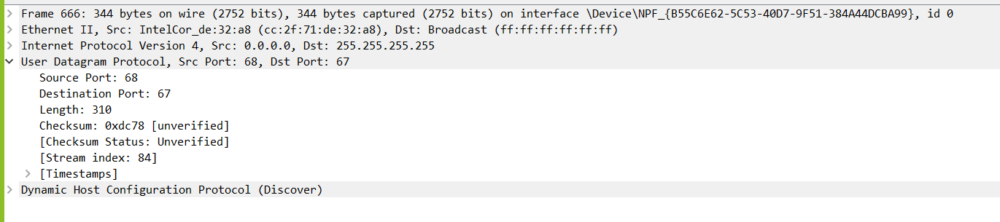 Frame 666: 344 bytes on wire (2752 bits), 344 bytes captured (2752 bits) on interface \Device\NPF_{B55C6E62-5C53-40D7-9F51-384A44DCBA99}, id 0
Ethernet II, Src: IntelCor_de:32:a8 (cc:2f:71:de:32:a8), Dst: Broadcast (ff:ff:ff:ff:ff:ff)
Internet Protocol Version 4, Src: 0.0.0.0, Dst: 255.255.255.255
User Datagram Protocol, Src Port: 68, Dst Port: 67
Source Port: 68
Destination Port: 67
Length: 310
Checksum: 0xdc78 [unverified]
[Checksum Status: Unverified]
[Stream index: 84]
[Timestamps]
Dynamic Host Configuration Protocol (Discover)